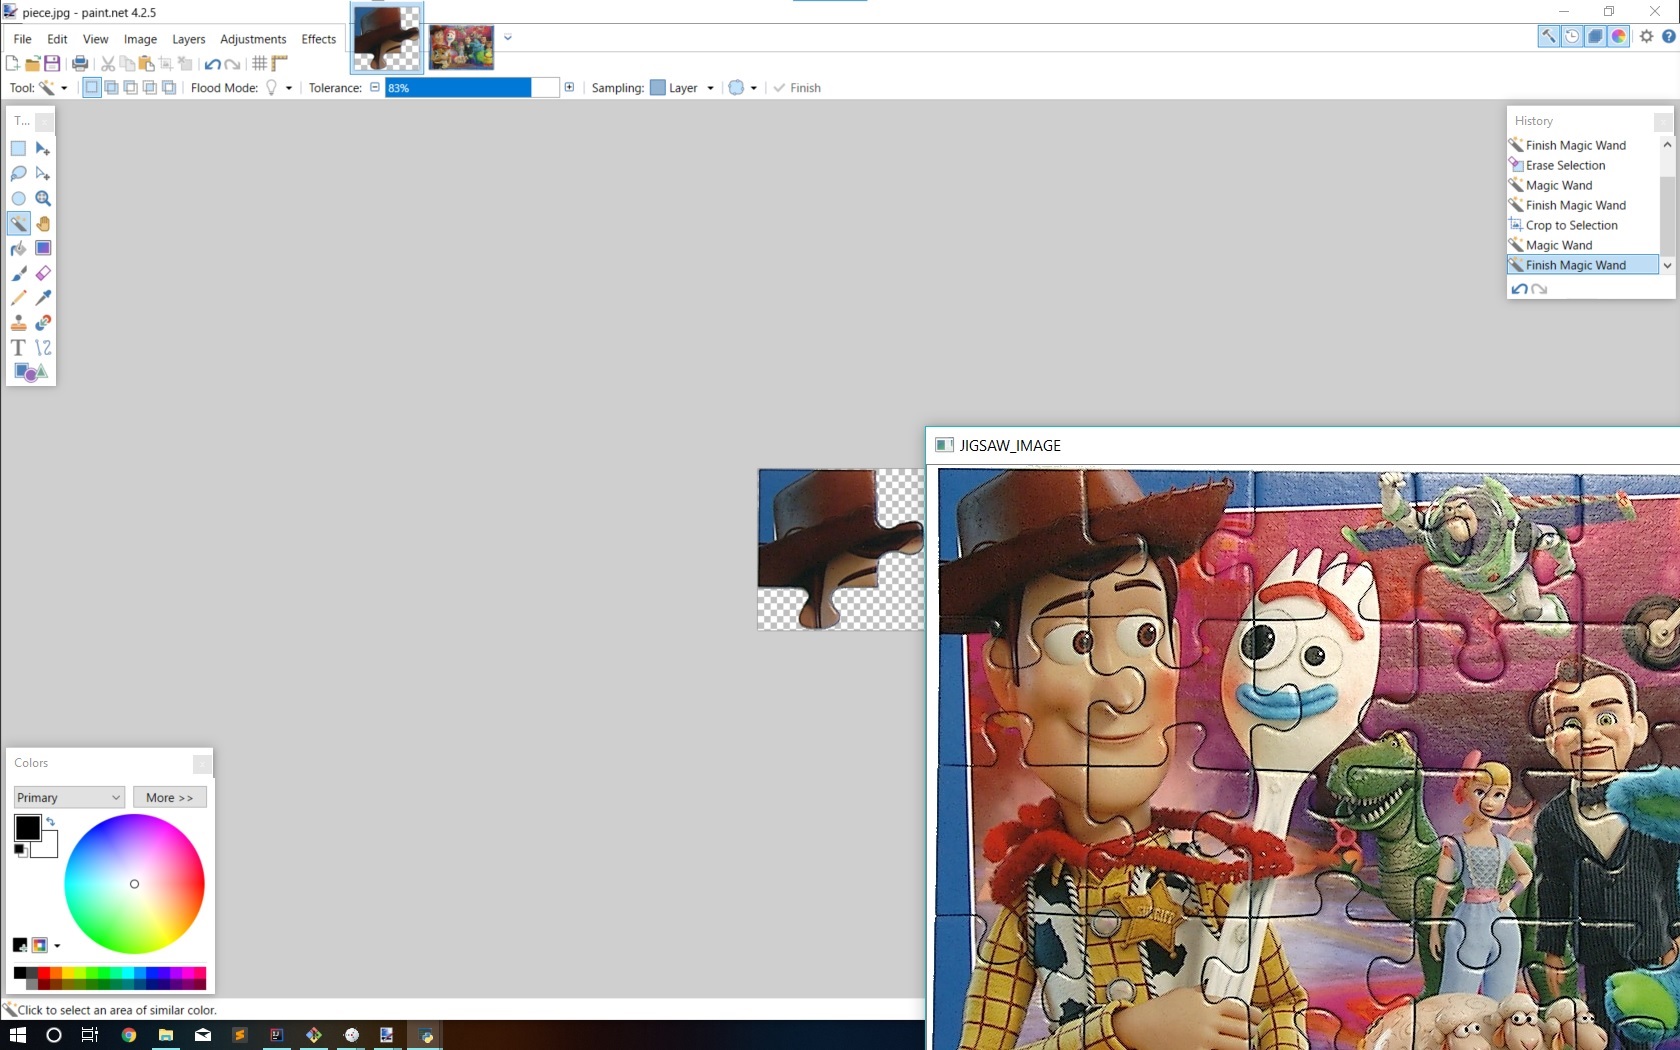 piece.jpg - paint.net 4.2.5
File Edit View Image Layers Adjustments Effects
Tool: Flood Mode: Tolerance: 83% Sampling: Layer Finish
T...
History
Finish Magic Wand
Erase Selection
Magic Wand
Finish Magic Wand
Crop to Selection
Magic Wand
Finish Magic Wand
JIGSAW_IMAGE
SHERIFF
Colors
Primary More >>
Click to select an area of similar color.